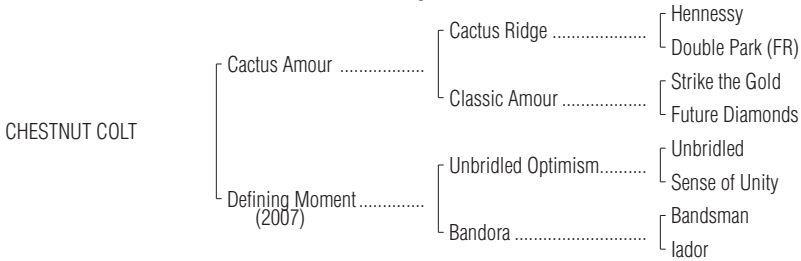 Hennessy
Cactus Ridge ....................
Double Park (FR)
Cactus Amour ..................
Strike the Gold
Classic Amour ..................
Future Diamonds
CHESTNUT COLT
Unbridled
Unbridled Optimism..........
Sense of Unity
Defining Moment..............
(2007)
Bandsman
Bandora ............................
Iador